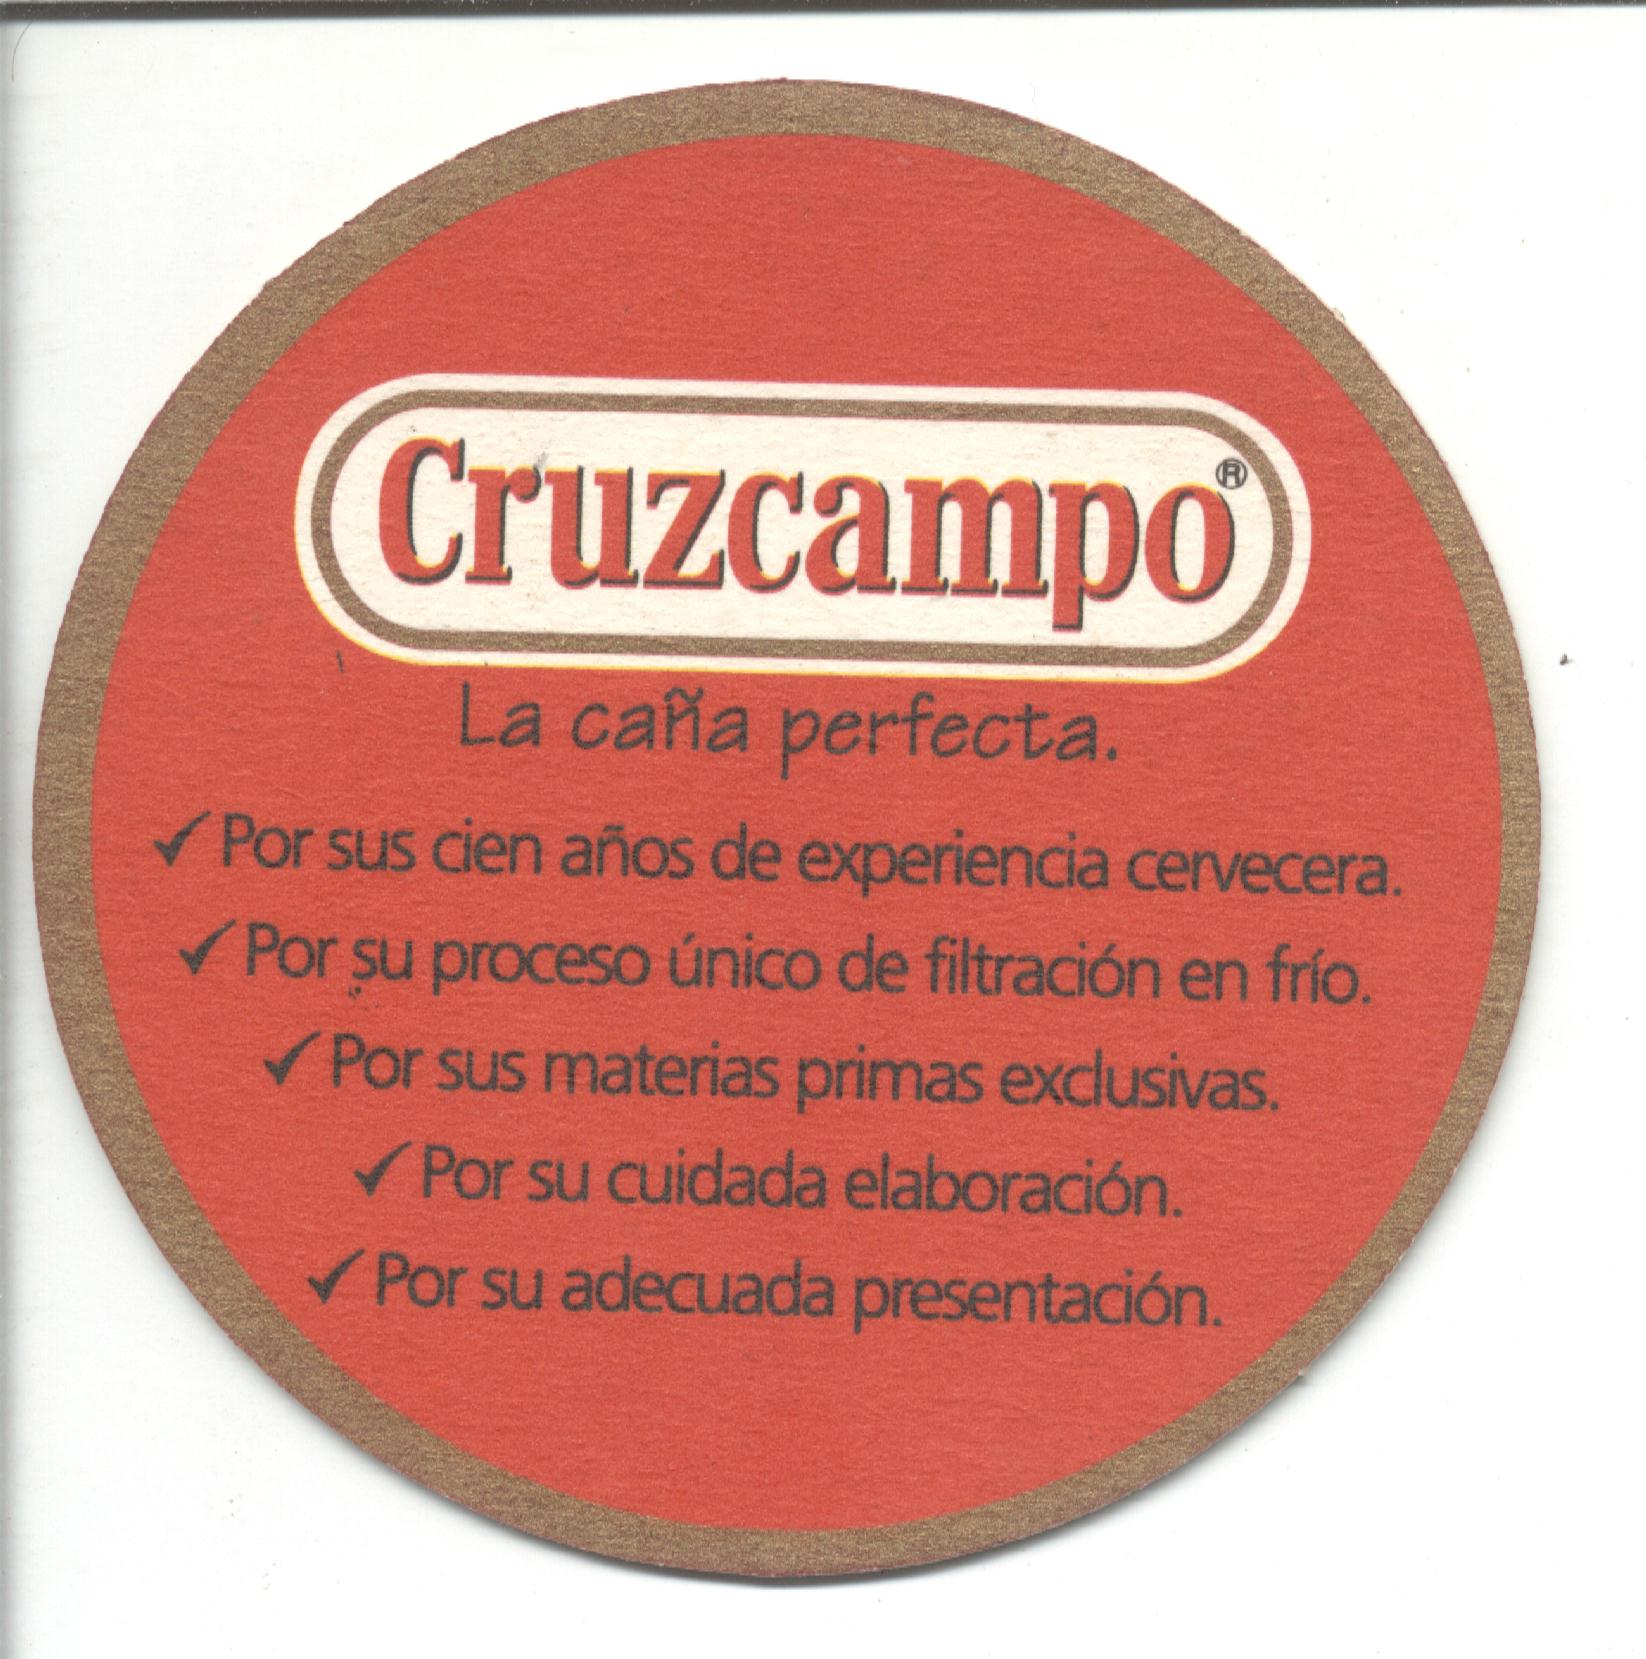 Cruzcampo®
La caña perfecta.
✓ Por sus cien años de experiencia cervecera.
✓ Por su proceso único de filtración en frío.
✓ Por sus materias primas exclusivas.
✓ Por su cuidada elaboración.
✓ Por su adecuada presentación.